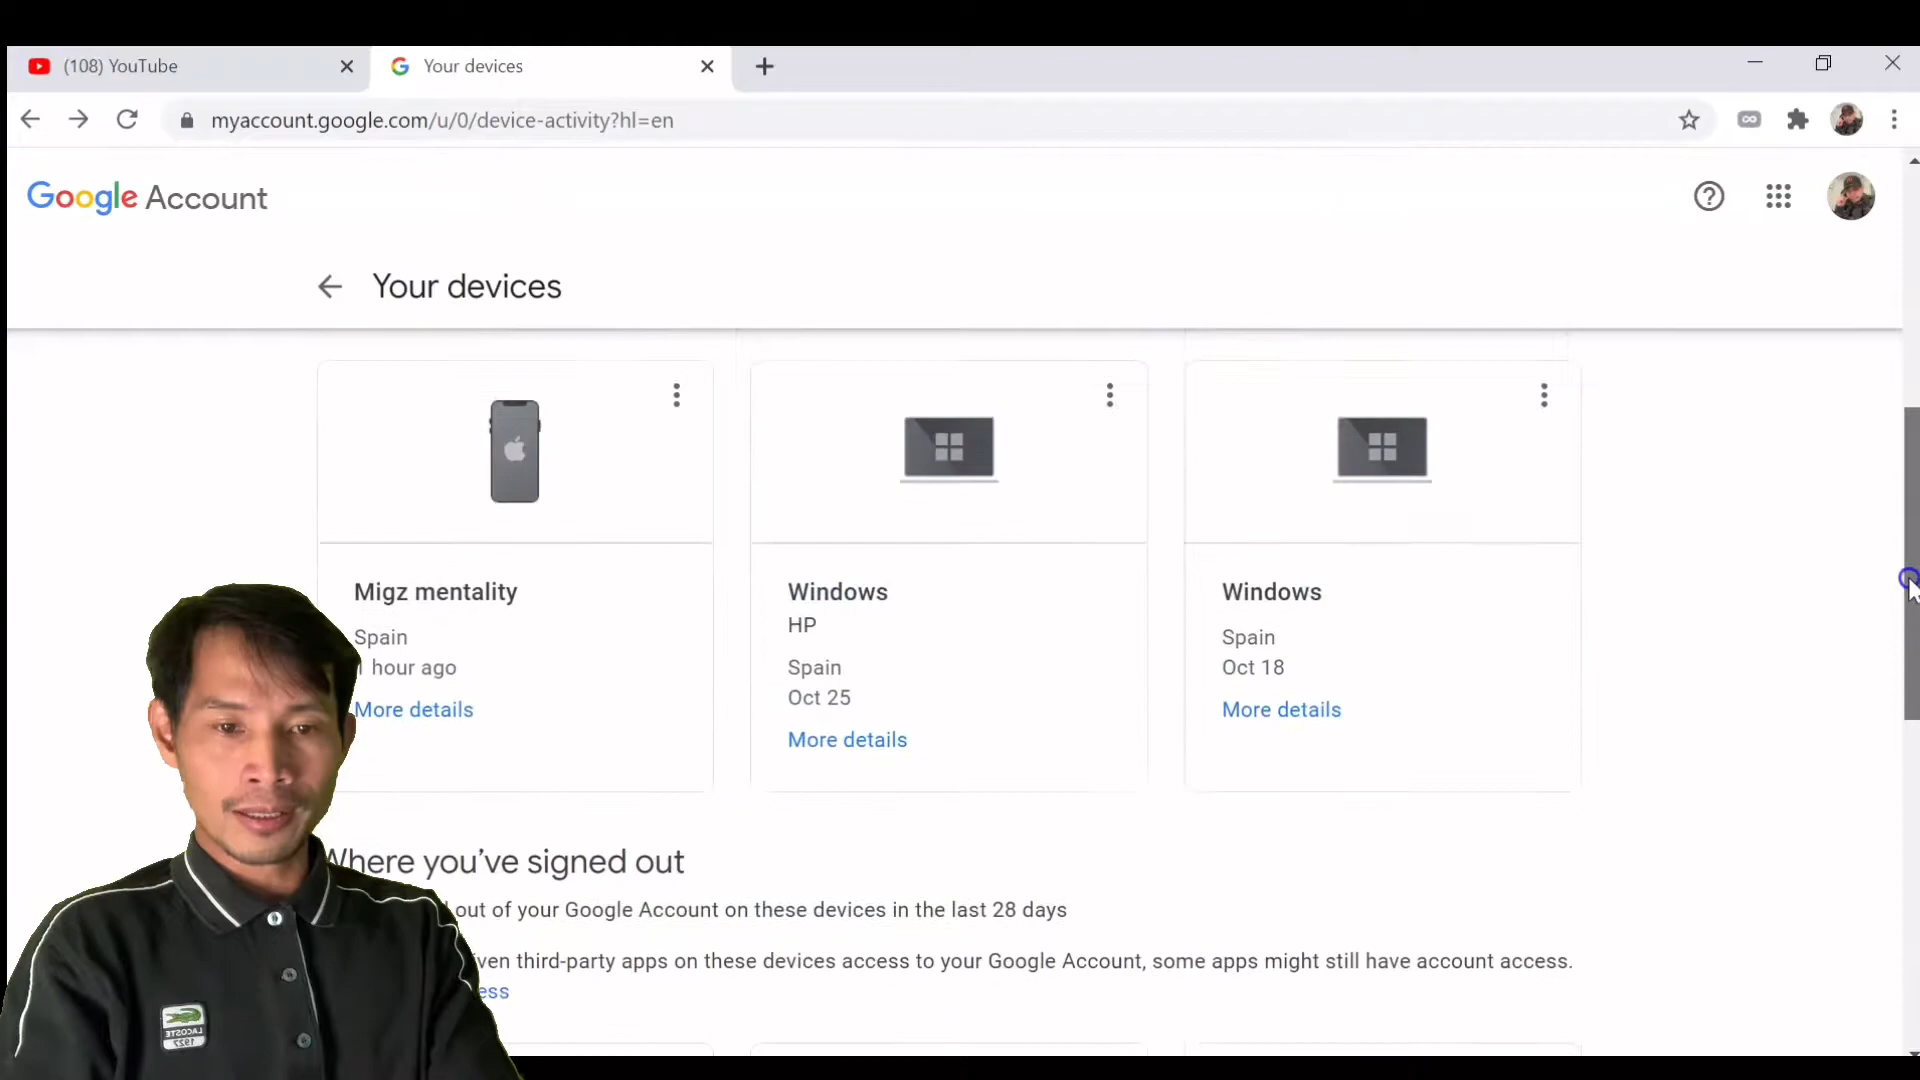 (108) YouTube
Your devices
myaccount.google.com/u/0/device-activity?hl=en
Google Account
Your devices
Migz mentality
Spain
hour ago
More details
Windows
HP
Spain
Oct 25
More details
Windows
Spain
Oct 18
More details
Where you've signed out
out of your Google Account on these devices in the last 28 days
third-party apps on these devices access to your Google Account, some apps might still have account access.
LACOSTE
1927